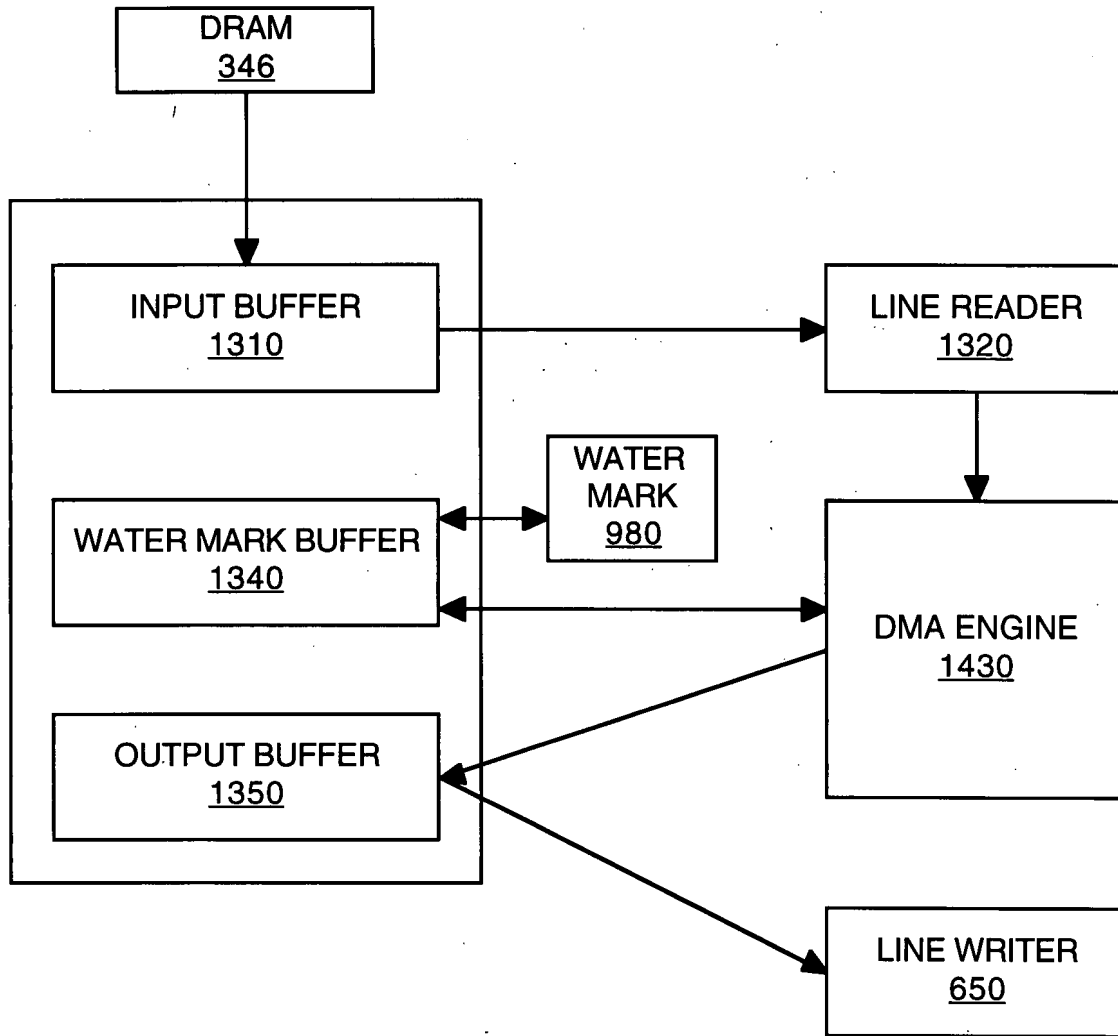 DRAM
346
INPUT BUFFER
1310
LINE READER
1320
WATER
MARK
980
WATER MARK BUFFER
1340
DMA ENGINE
1430
OUTPUT BUFFER
1350
LINE WRITER
650